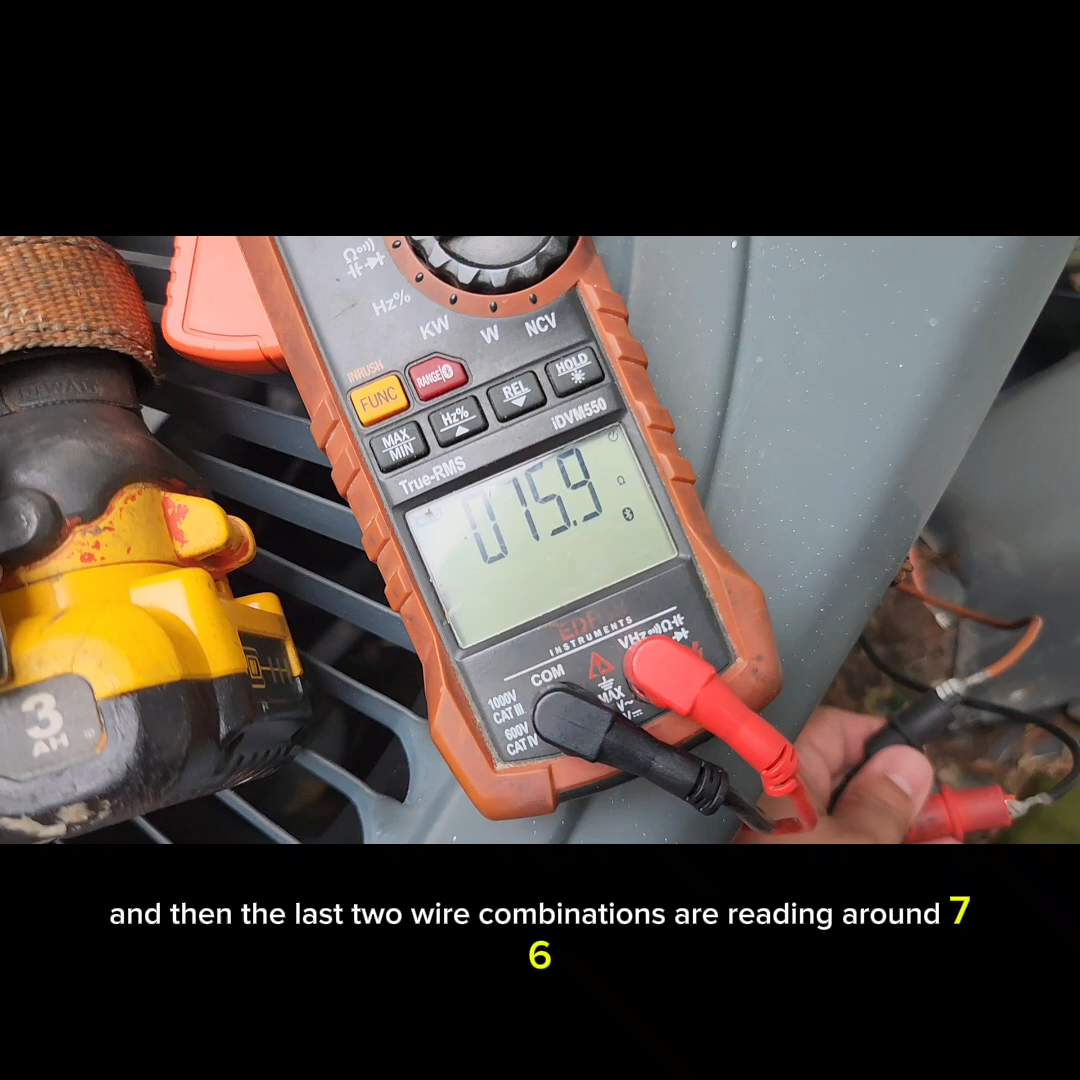 Hz%
KW
W
NCV
INRUSH
FUNC
RANGE
Hz%
REL
HOLD
MAX
MIN
iDVM550
True-RMS
075.9
Ω
INSTRUMENTS
VHz
Ω
COM
1000V
CAT III
600V
CAT IV
MAX
DEWALT
3
AH
and then the last two wire combinations are reading around 7
6